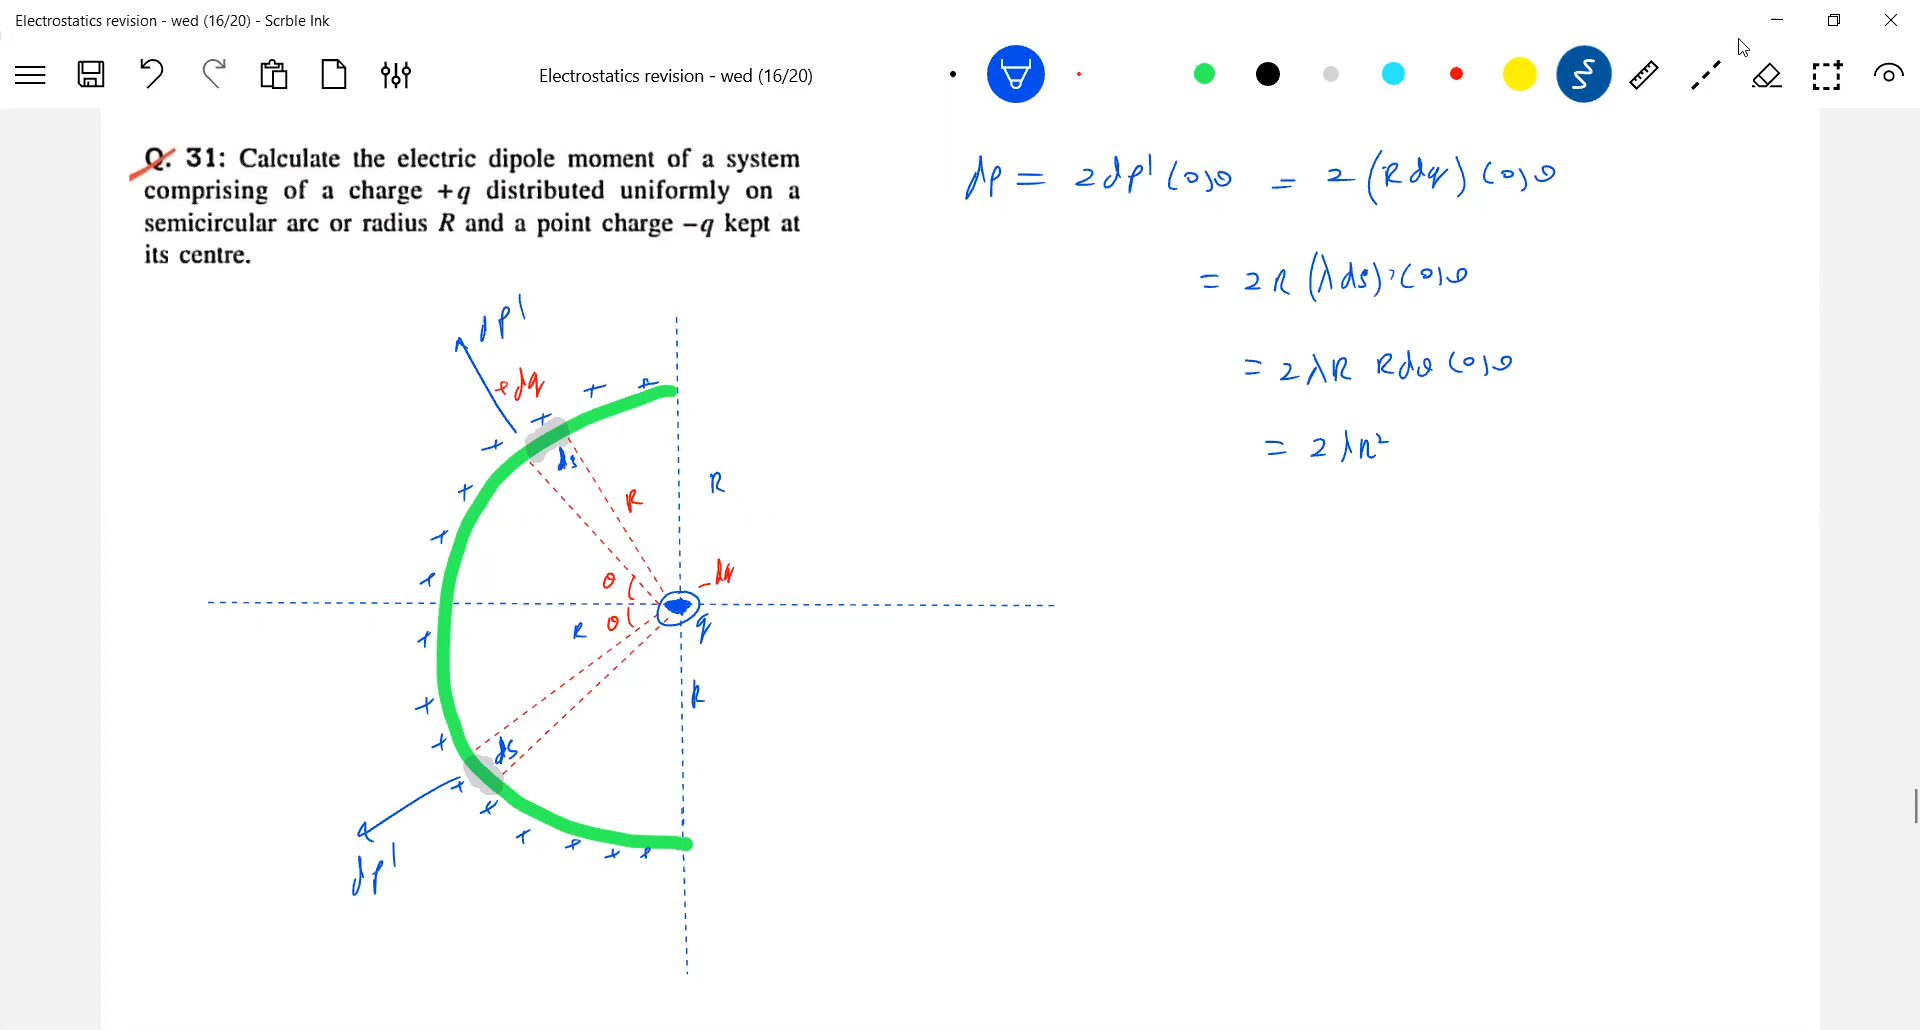 Electrostatics revision - wed (16/20) - Scrble Ink
Electrostatics revision - wed (16/20)
Q. 31: Calculate the electric dipole moment of a system
comprising of a charge +q distributed uniformly on a
semicircular arc or radius R and a point charge −q kept at
its centre.
dp = 2dp' cosθ = 2(Rdq) cosθ
= 2R (λds) · cosθ
= 2λR Rdθ cosθ
= 2λR²
dp'
+dq
+ +
+
+
ds
+
R
R
+
+
θ
-dq
θ
R
q
+
R
+
+
ds
+
+
+
+ + +
dp'